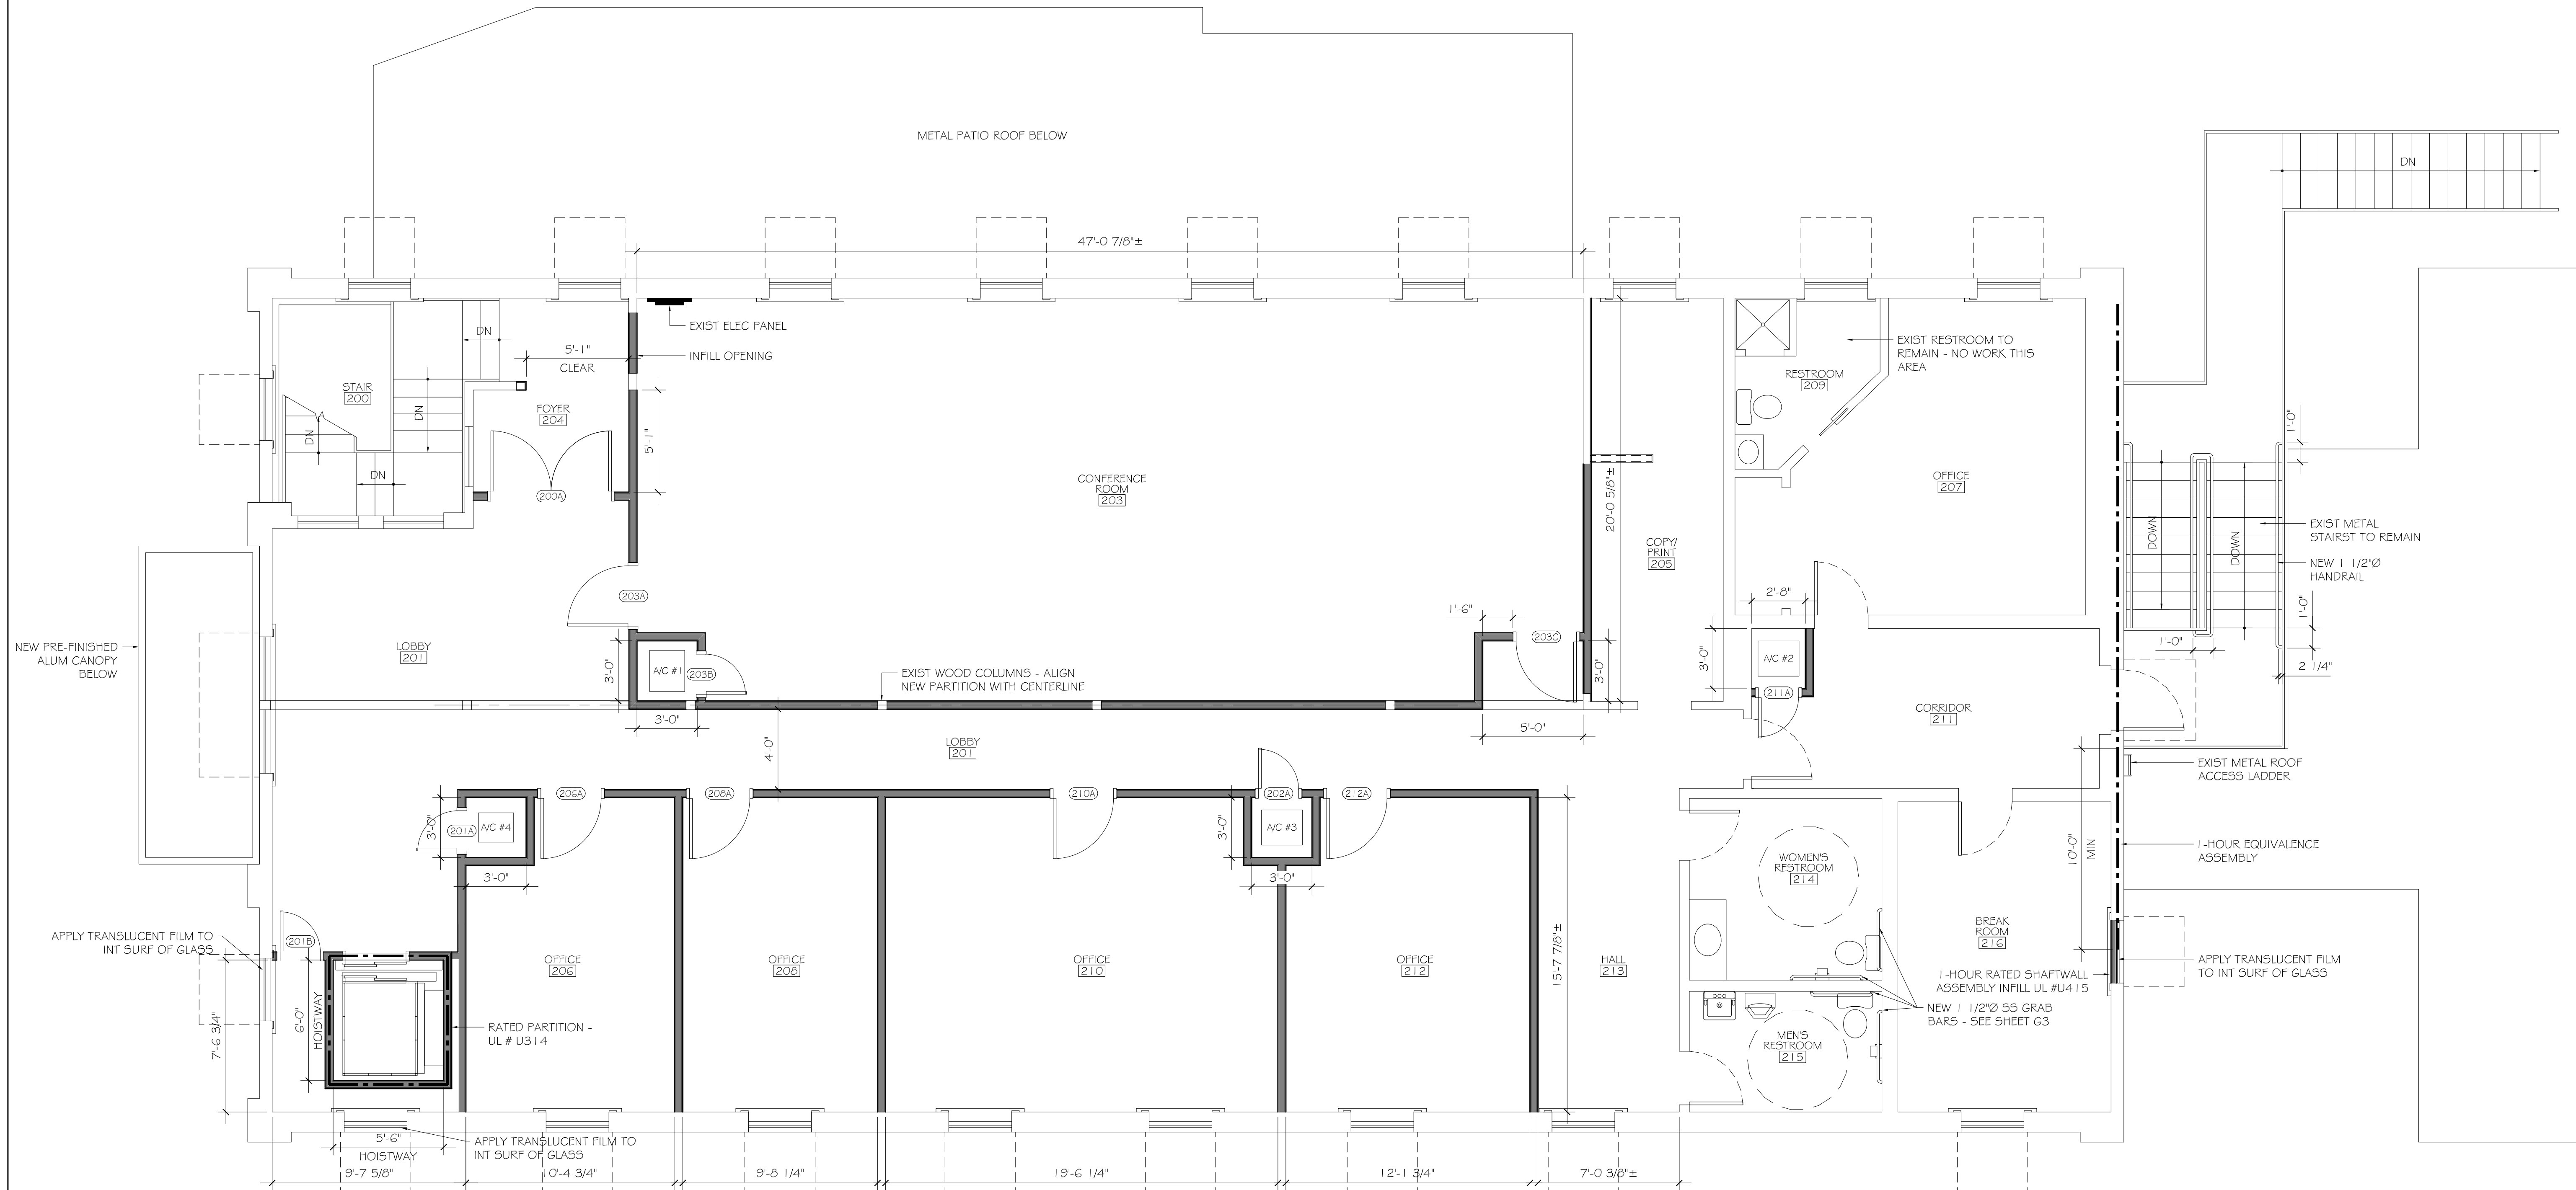 METAL PATIO ROOF BELOW
DN
47'-0 7/8"±
EXIST ELEC PANEL
INFILL OPENING
DN
5'-1"
CLEAR
STAIR
200
DN
DN
DN
FOYER
204
5'-1"
200A
CONFERENCE
ROOM
203
20'-0 5/8"±
EXIST RESTROOM TO
REMAIN - NO WORK THIS
AREA
RESTROOM
209
OFFICE
207
1'-0"
DOWN
DOWN
EXIST METAL
STAIRST TO REMAIN
NEW 1 1/2"Ø
HANDRAIL
1'-0"
1'-0"
2 1/4"
COPY/
PRINT
205
203A
1'-6"
203C
2'-8"
NEW PRE-FINISHED
ALUM CANOPY
BELOW
LOBBY
201
3'-0"
A/C #1
203B
EXIST WOOD COLUMNS - ALIGN
NEW PARTITION WITH CENTERLINE
3'-0"
3'-0"
A/C #2
211A
CORRIDOR
211
3'-0"
5'-0"
4'-0"
LOBBY
201
EXIST METAL ROOF
ACCESS LADDER
206A
208A
210A
202A
212A
3'-0"
201A
A/C #4
3'-0"
A/C #3
3'-0"
3'-0"
10'-0"
MIN
1-HOUR EQUIVALENCE
ASSEMBLY
WOMEN'S
RESTROOM
214
BREAK
ROOM
216
APPLY TRANSLUCENT FILM TO
INT SURF OF GLASS
201B
OFFICE
206
OFFICE
208
OFFICE
210
OFFICE
212
15'-7 7/8"±
HALL
213
APPLY TRANSLUCENT FILM
TO INT SURF OF GLASS
1-HOUR RATED SHAFTWALL
ASSEMBLY INFILL UL #U415
NEW 1 1/2"Ø SS GRAB
BARS - SEE SHEET G3
7'-6 3/4"
6'-0"
HOISTWAY
RATED PARTITION -
UL # U314
MEN'S
RESTROOM
215
5'-6"
HOISTWAY
APPLY TRANSLUCENT FILM TO
INT SURF OF GLASS
9'-7 5/8"
10'-4 3/4"
9'-8 1/4"
19'-6 1/4"
12'-1 3/4"
7'-0 3/8"±